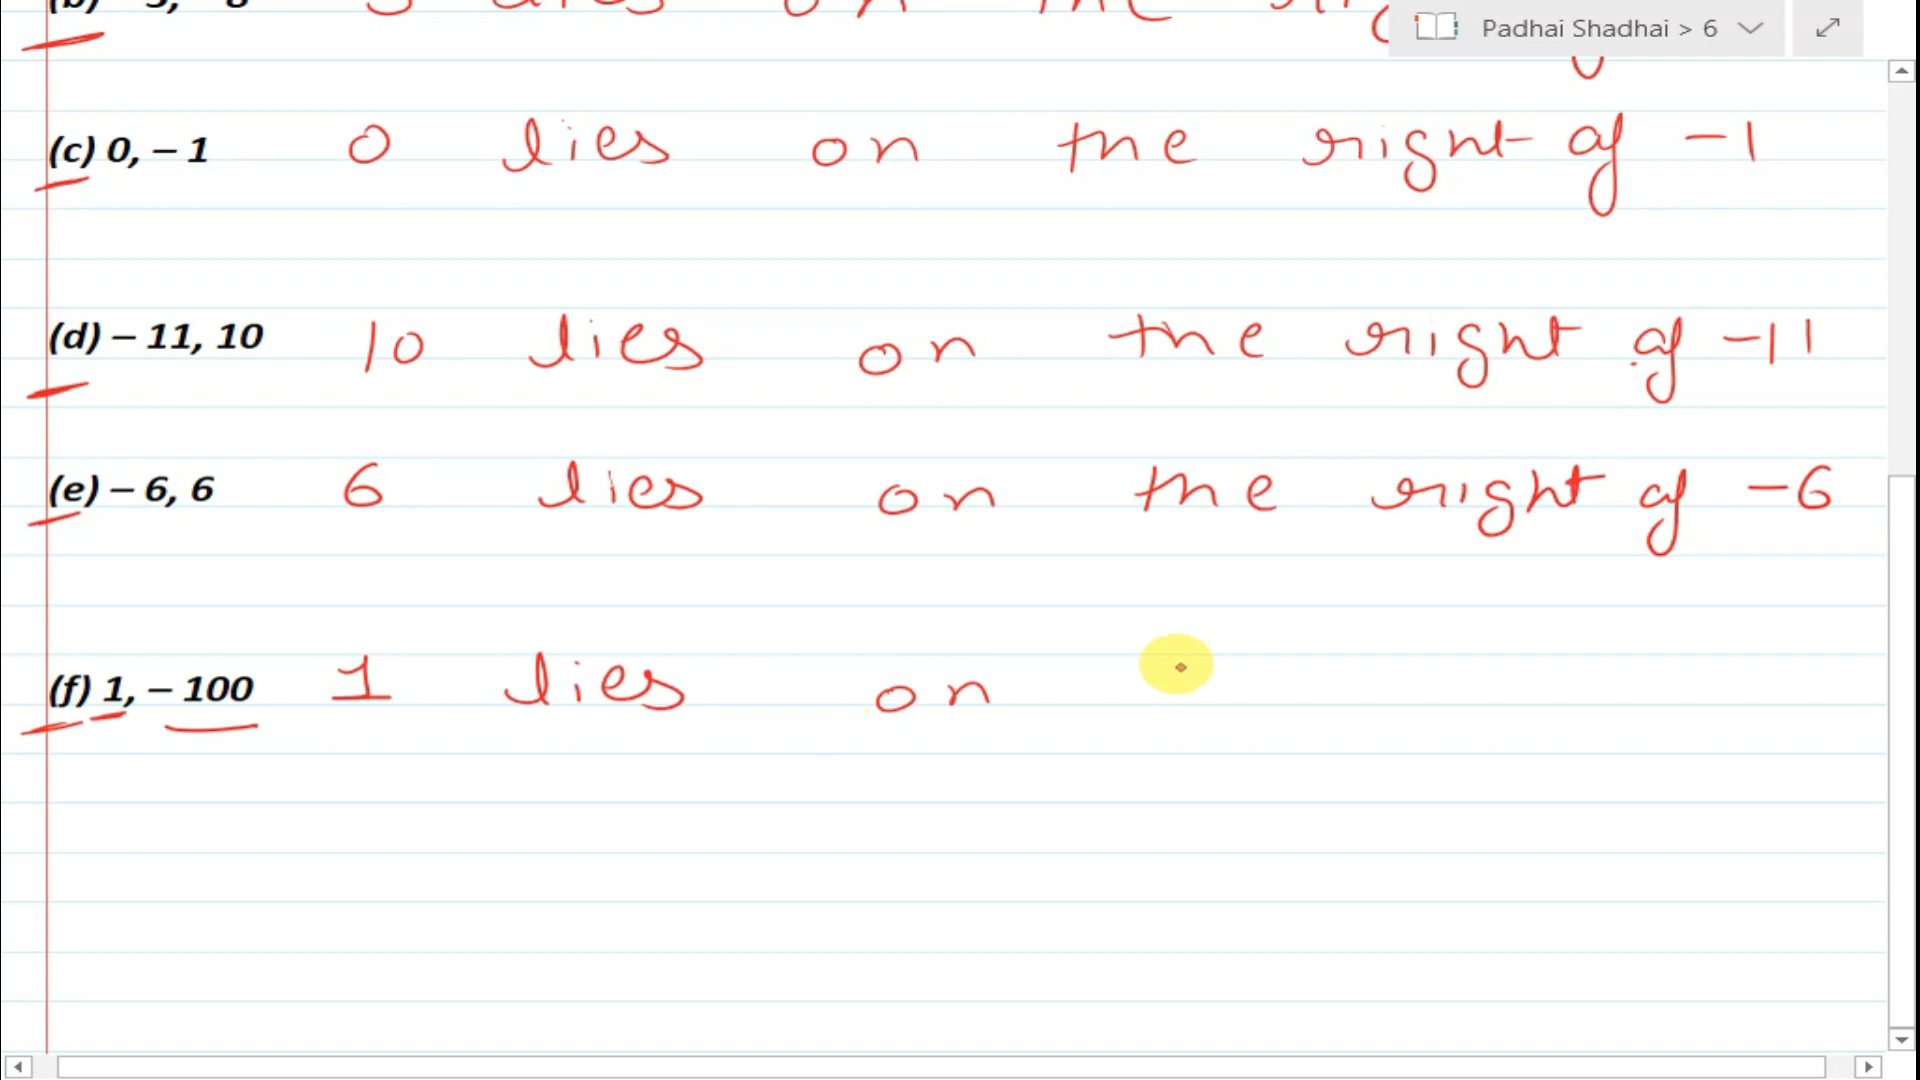 Padhai Shadhai > 6
(c) 0, – 1 0 lies on the right of -1
(d) – 11, 10 10 lies on the right of -11
(e) – 6, 6 6 lies on the right of -6
(f) 1, – 100 1 lies on